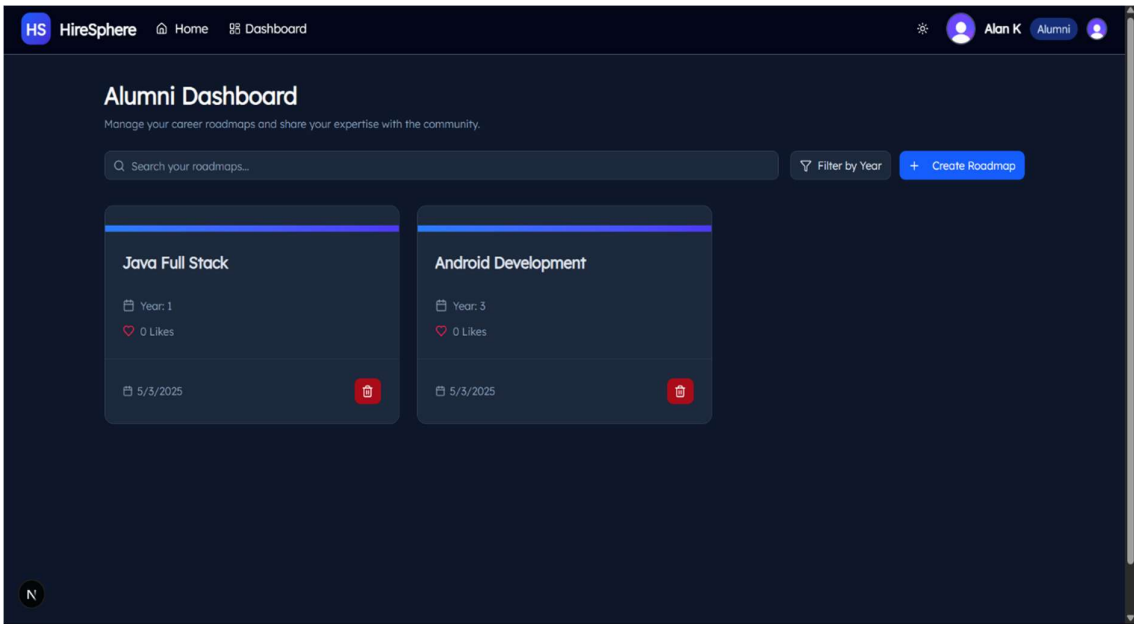 HS HireSphere Home Dashboard Alan K Alumni
Alumni Dashboard
Manage your career roadmaps and share your expertise with the community.
Search your roadmaps... Filter by Year + Create Roadmap
Java Full Stack
Year: 1
0 Likes
5/3/2025
Android Development
Year: 3
0 Likes
5/3/2025
N